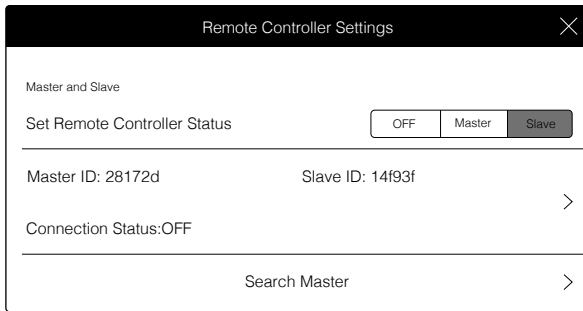 Remote Controller Settings
Master and Slave
Set Remote Controller Status OFF Master Slave
Master ID: 28172d Slave ID: 14f93f
Connection Status:OFF
Search Master